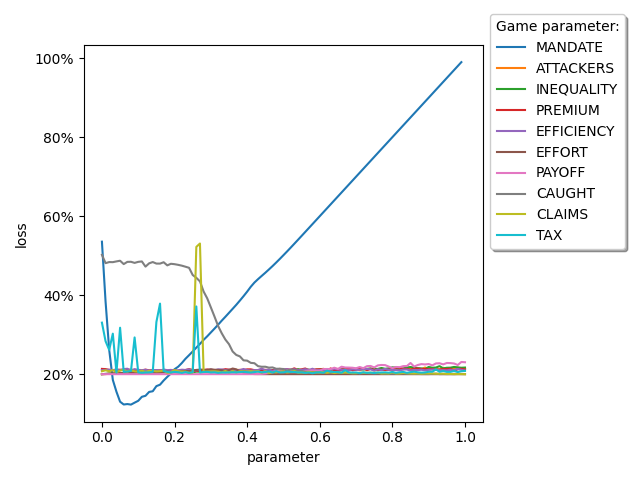 Game parameter:
MANDATE
ATTACKERS
INEQUALITY
PREMIUM
EFFICIENCY
EFFORT
PAYOFF
CAUGHT
CLAIMS
TAX
100%
80%
60%
40%
20%
loss
0.0 0.2 0.4 0.6 0.8 1.0
parameter